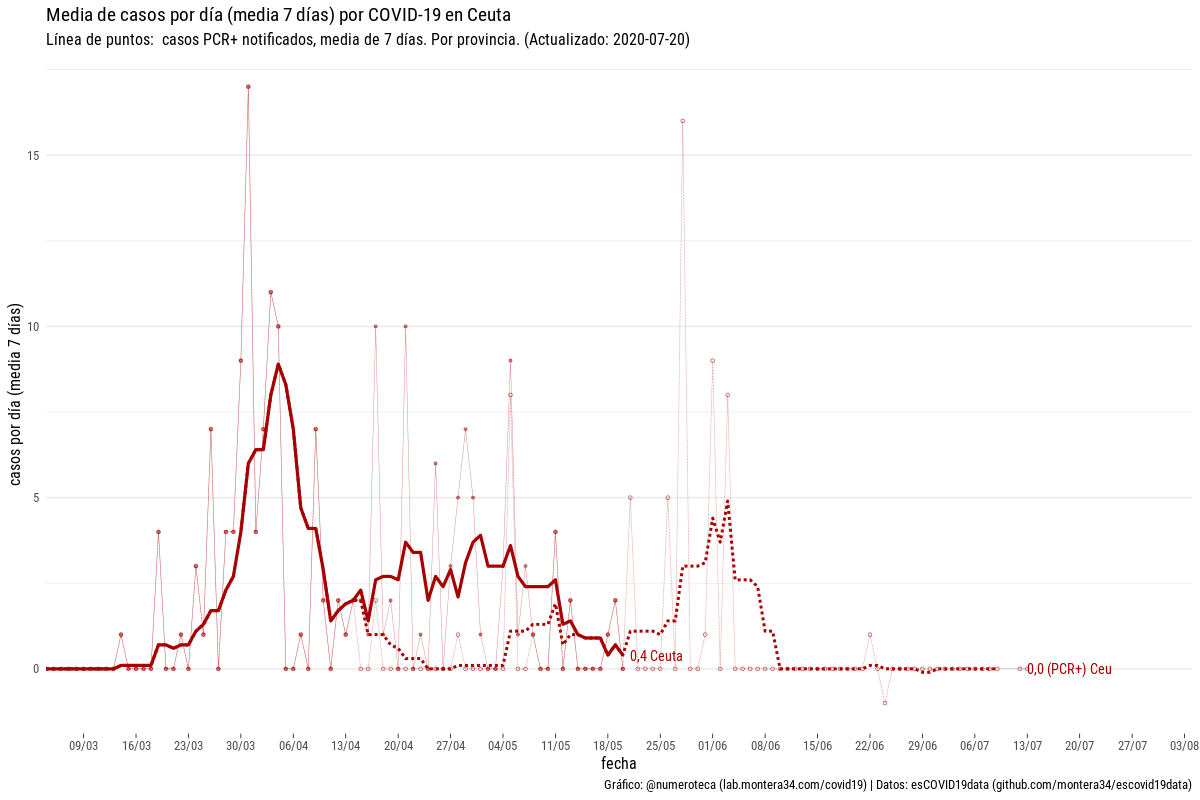 Media de casos por día (media 7 días) por COVID-19 en Ceuta
Línea de puntos:  casos PCR+ notificados, media de 7 días. Por provincia. (Actualizado: 2020-07-20)
casos por día (media 7 días)
15
10
5
0
0,4 Ceuta
0,0 (PCR+) Ceu
09/03 16/03 23/03 30/03 06/04 13/04 20/04 27/04 04/05 11/05 18/05 25/05 01/06 08/06 15/06 22/06 29/06 06/07 13/07 20/07 27/07 03/08
fecha
Gráfico: @numeroteca (lab.montera34.com/covid19) | Datos: esCOVID19data (github.com/montera34/escovid19data)